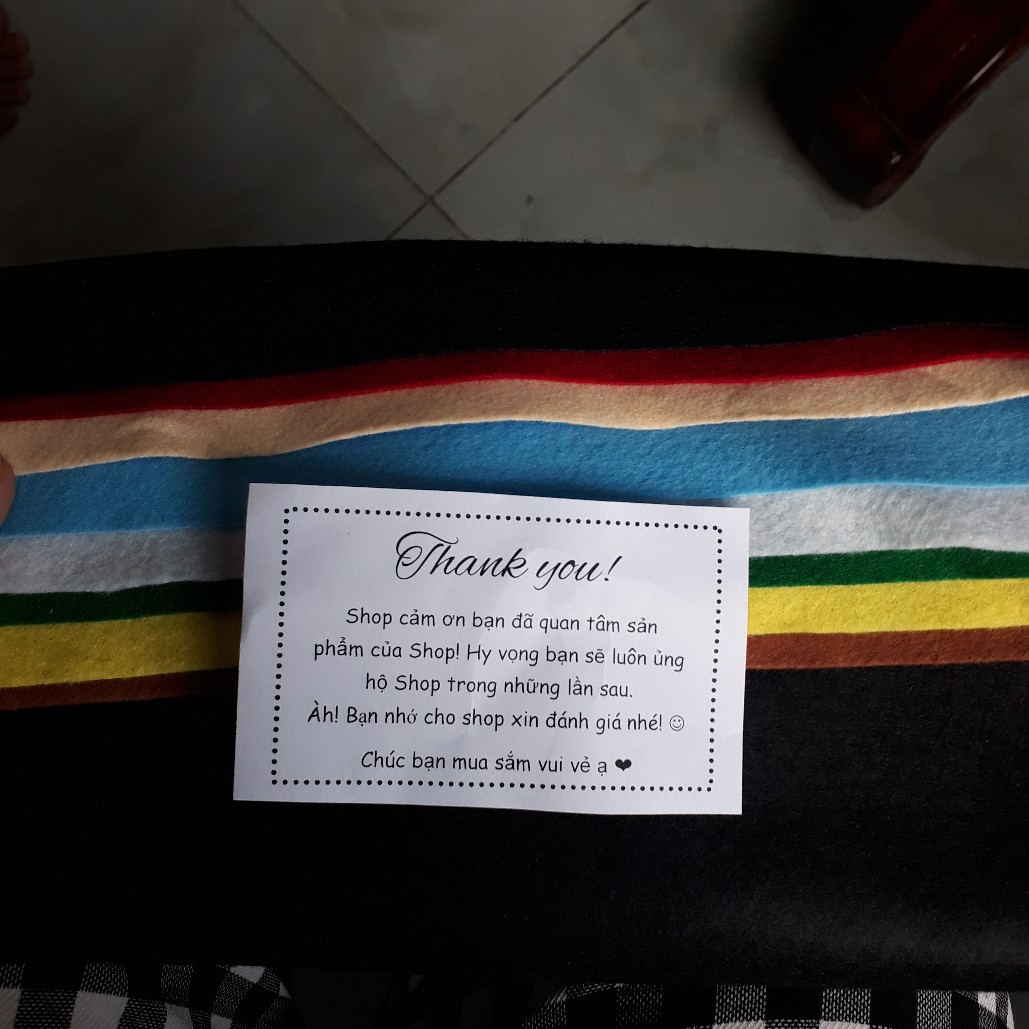 Thank you!
Shop cảm ơn bạn đã quan tâm sản
phẩm của Shop! Hy vọng bạn sẽ luôn ủng
hộ Shop trong những lần sau.
Àh! Bạn nhớ cho shop xin đánh giá nhé! ☺
Chúc bạn mua sắm vui vẻ ạ ❤